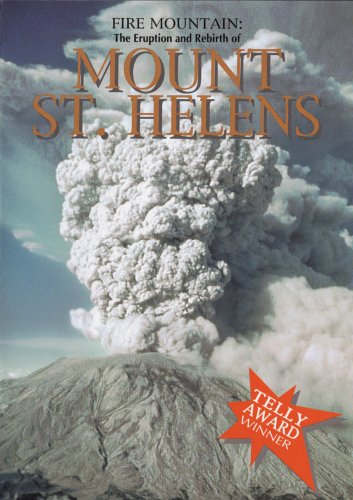 FIRE MOUNTAIN:
The Eruption and Rebirth of
MOUNT
ST. HELENS
TELLY
AWARD
WINNER